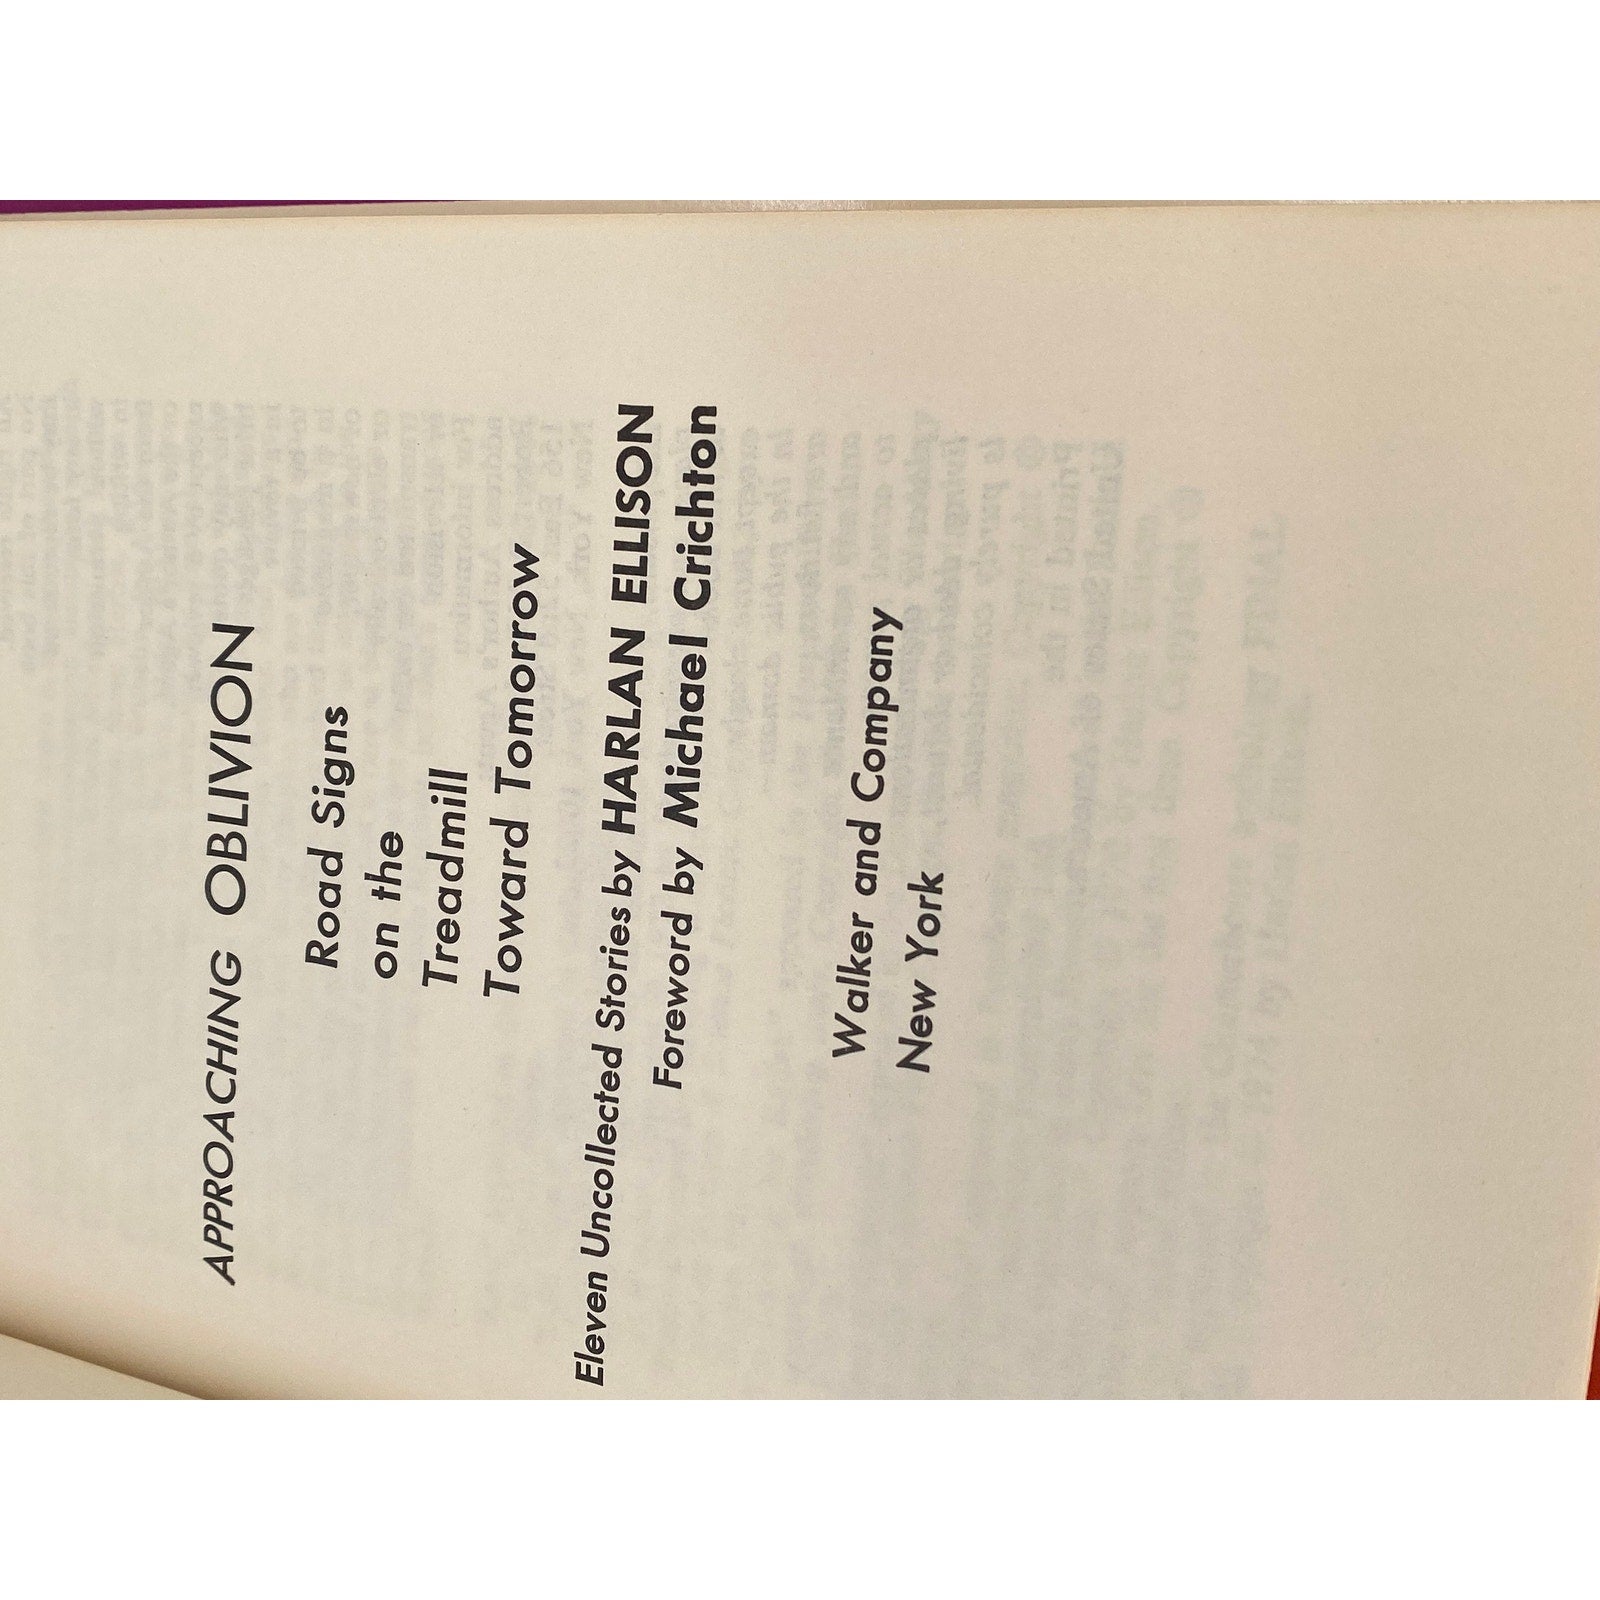 APPROACHING OBLIVION
Road Signs
on the
Treadmill
Toward Tomorrow
Eleven Uncollected Stories by HARLAN ELLISON
Foreword by Michael Crichton
Walker and Company
New York